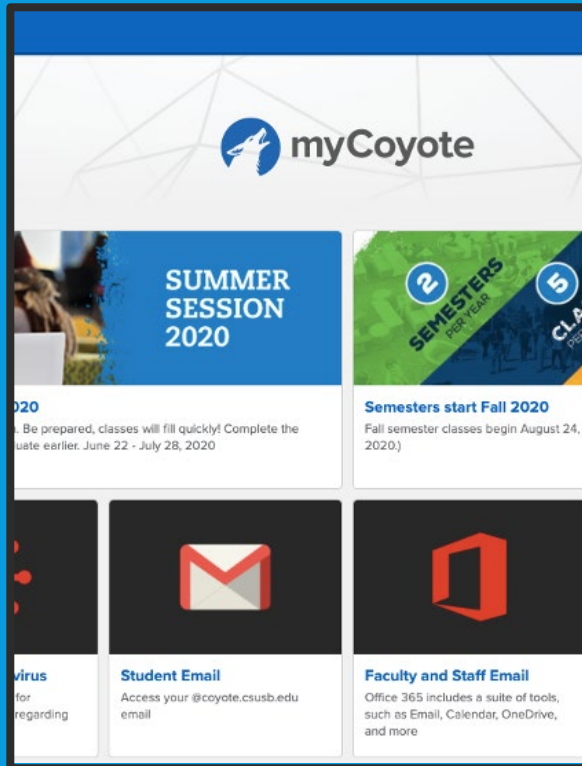 myCoyote
SUMMER
SESSION
2020
2
SEMESTERS
PER YEAR
5
020
. Be prepared, classes will fill quickly! Complete the
uate earlier. June 22 - July 28, 2020
Semesters start Fall 2020
Fall semester classes begin August 24,
2020.)
virus
for
regarding
Student Email
Access your @coyote.csusb.edu
email
Faculty and Staff Email
Office 365 includes a suite of tools,
such as Email, Calendar, OneDrive,
and more